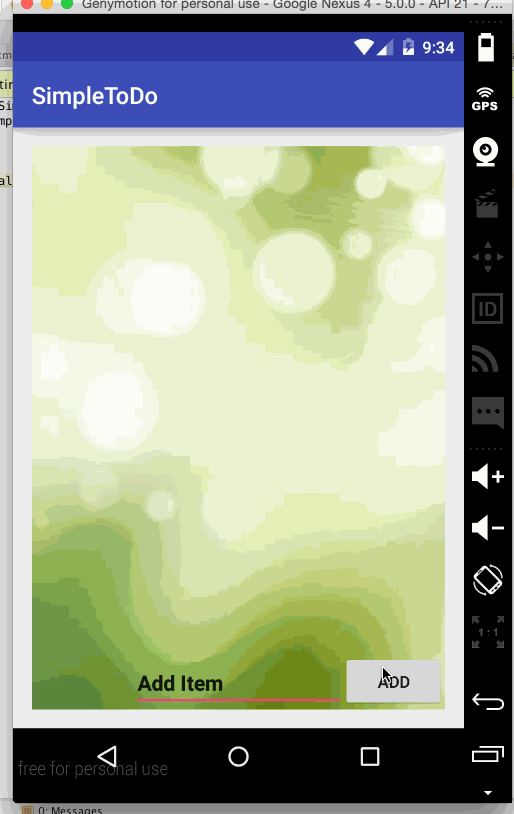 Genymotion for personal use - Google Nexus 4 - 5.0.0 - API 21 - 7...
9:34
SimpleToDo
GPS
ID
1:1
Add Item
ADD
free for personal use
0: Messages